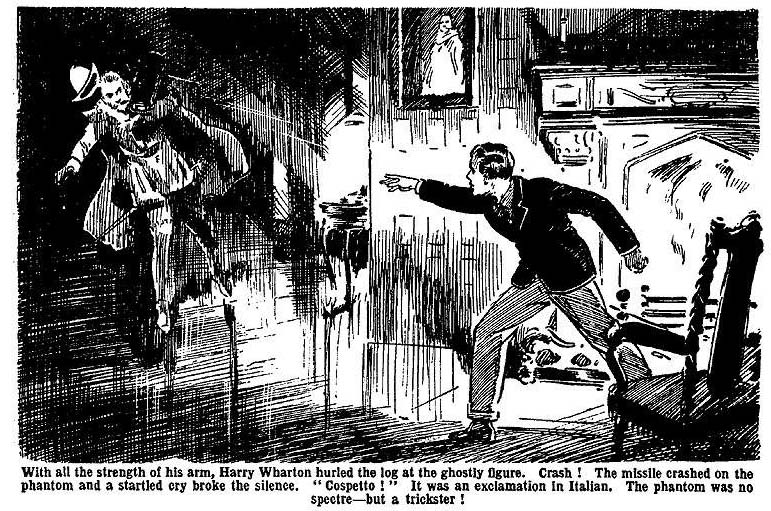 With all the strength of his arm, Harry Wharton hurled the log at the ghostly figure. Crash ! The missile crashed on the
phantom and a startled cry broke the silence. " Cospetto ! " It was an exclamation in Italian. The phantom was no
spectre—but a trickster !